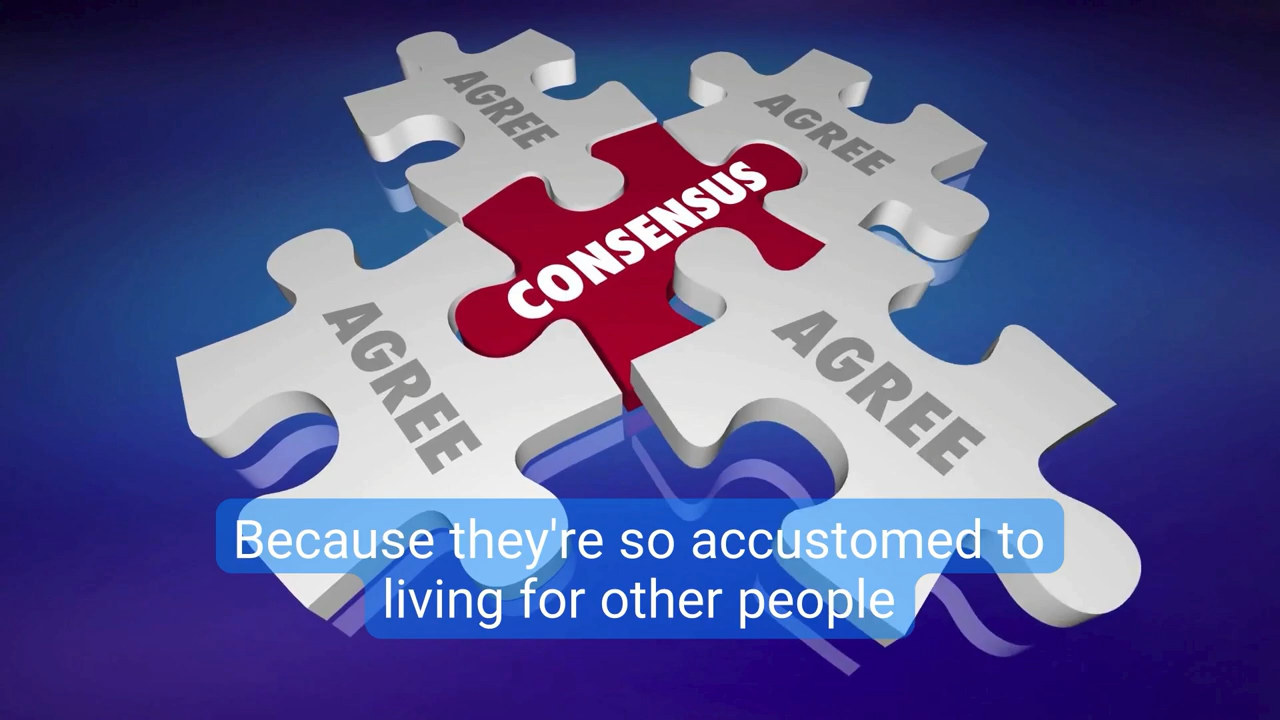 AGREE
AGREE
CONSENSUS
AGREE
AGREE
Because they're so accustomed to
living for other people